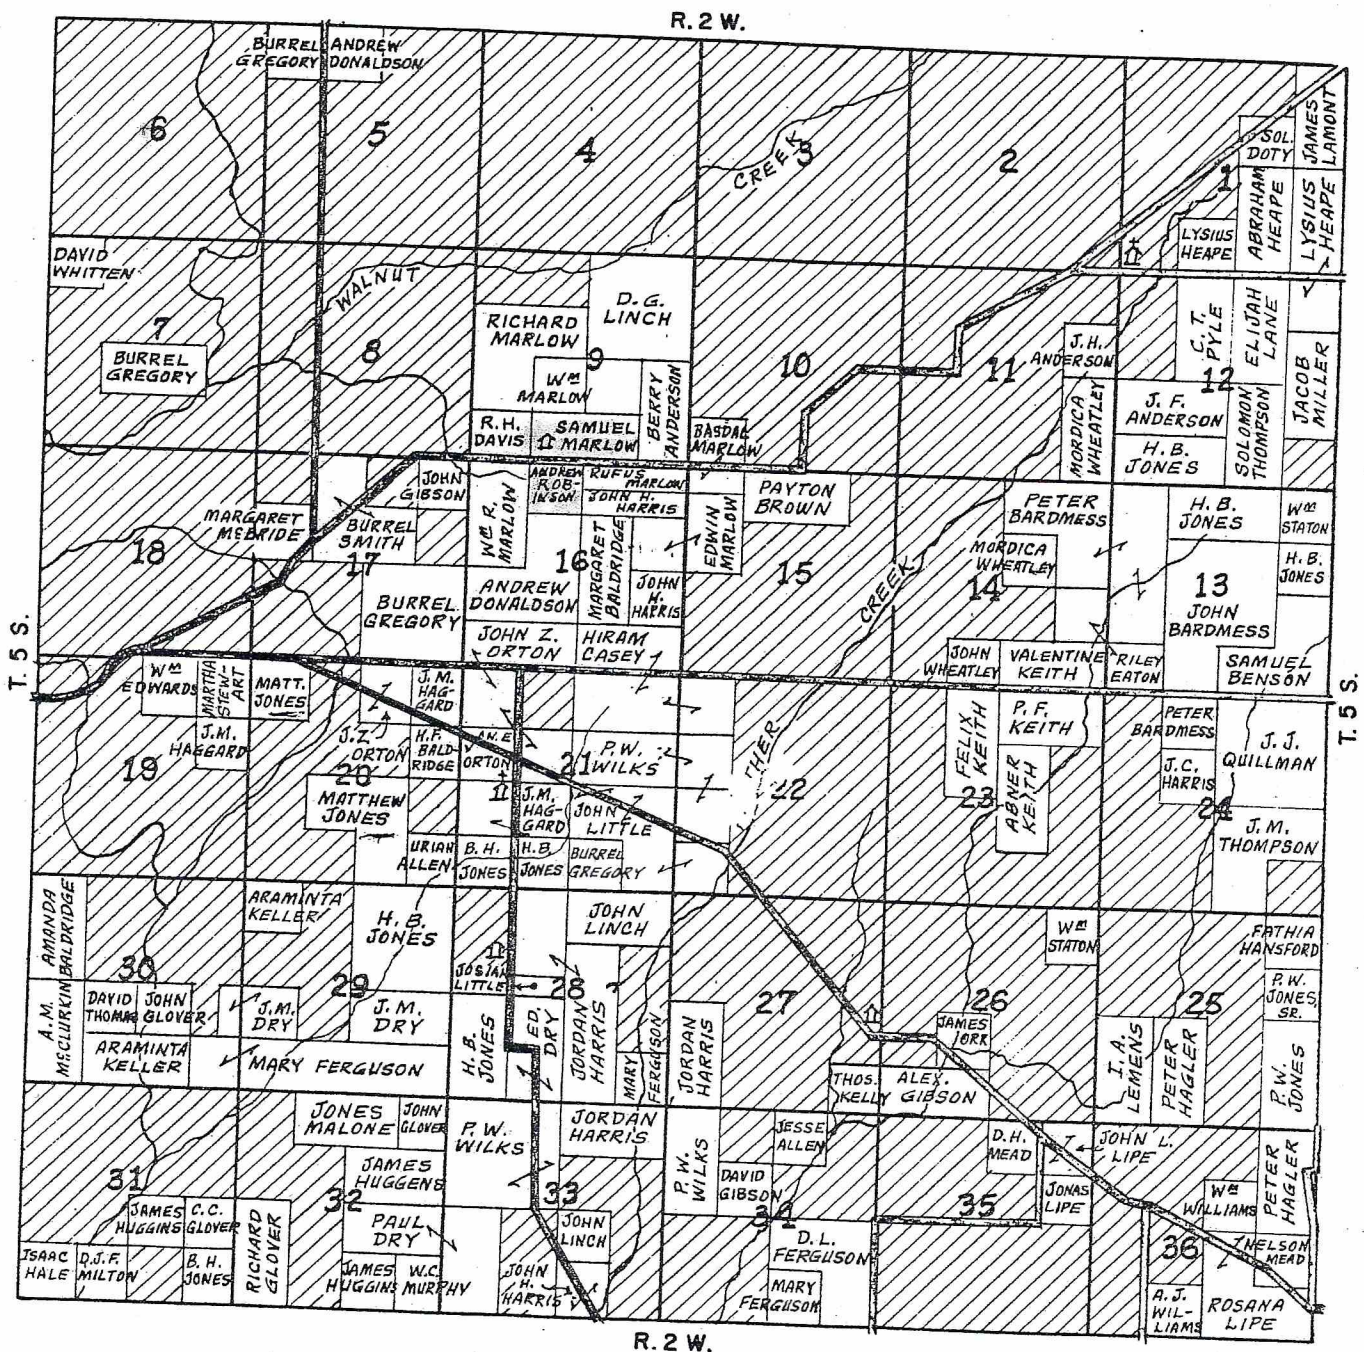 R. 2 W.
BURREL GREGORY
ANDREW DONALDSON
6
5
4
3
2
1
CREEK
SOL. DOTY
JAMES LAMONT
ABRAHAM HEAPE
LYSIUS HEAPE
LYSIUS HEAPE
DAVID WHITTEN
WALNUT
7
BURREL GREGORY
8
RICHARD MARLOW
D. G. LINCH
9
Wm MARLOW
BERRY ANDERSON
R. H. DAVIS
SAMUEL MARLOW
BASDAL MARLOW
10
11
J. H. ANDERSON
MORDICA WHEATLEY
C. T. PYLE
ELIJAH LANE
12
JACOB MILLER
J. F. ANDERSON
SOLOMON THOMPSON
H. B. JONES
MARGARET McBRIDE
18
JOHN GIBSON
BURREL SMITH
17
BURREL GREGORY
Wm R. MARLOW
ANDREW ROBINSON
RUFUS MARLOW
JOHN H. HARRIS
16
MARGARET BALDRIDGE
ANDREW DONALDSON
JOHN H. HARRIS
JOHN Z. ORTON
HIRAM CASEY
EDWIN MARLOW
PAYTON BROWN
15
CREEK
PETER BARDMESS
MORDICA WHEATLEY
14
JOHN WHEATLEY
VALENTINE KEITH
RILEY EATON
H. B. JONES
Wm STATON
H. B. JONES
13
JOHN BARDMESS
SAMUEL BENSON
T. 5 S.
T. 5 S.
Wm EDWARDS
MARTHA STEWART
MATT. JONES
J. M. HAGGARD
19
J. Z. ORTON
J. M. HAGGARD
H. F. BALDRIDGE
20
MATTHEW JONES
URIAH ALLEN
AN. E ORTON
21
P. W. WILKS
J. M. HAGGARD
JOHN LITTLE
B. H. JONES
H. B. JONES
BURREL GREGORY
THER
22
FELIX KEITH
P. F. KEITH
ABNER KEITH
23
PETER BARDMESS
J. C. HARRIS
J. J. QUILLMAN
24
J. M. THOMPSON
AMANDA BALDRIDGE
A. M. McCLURKIN
30
DAVID THOMAS
JOHN GLOVER
ARAMINTA KELLER
ARAMINTA KELLER
H. B. JONES
29
J. M. DRY
J. M. DRY
MARY FERGUSON
JOSIAH LITTLE
JOHN LINCH
28
H. B. JONES
ED. DRY
JORDAN HARRIS
MARY FERGUSON
JORDAN HARRIS
27
THOS. KELLY
ALEX. GIBSON
Wm STATON
26
JAMES ORR
FATHIA HANSFORD
25
P. W. JONES, SR.
I. A. LEMENS
PETER HAGLER
P. W. JONES
31
JAMES HUGGINS
C. C. GLOVER
ISAAC HALE
D. J. F. MILTON
B. H. JONES
RICHARD GLOVER
JONES MALONE
JOHN GLOVER
JAMES HUGGENS
32
PAUL DRY
JAMES HUGGINS
W. C. MURPHY
P. W. WILKS
JORDAN HARRIS
33
JOHN LINCH
JOHN H. HARRIS
P. W. WILKS
JESSE ALLEN
DAVID GIBSON
34
D. L. FERGUSON
MARY FERGUSON
D. H. MEAD
35
JONAS LIPE
JOHN L. LIPE
Wm WILLIAMS
PETER HAGLER
36
NELSON MEAD
A. J. WILLIAMS
ROSANA LIPE
R. 2 W.